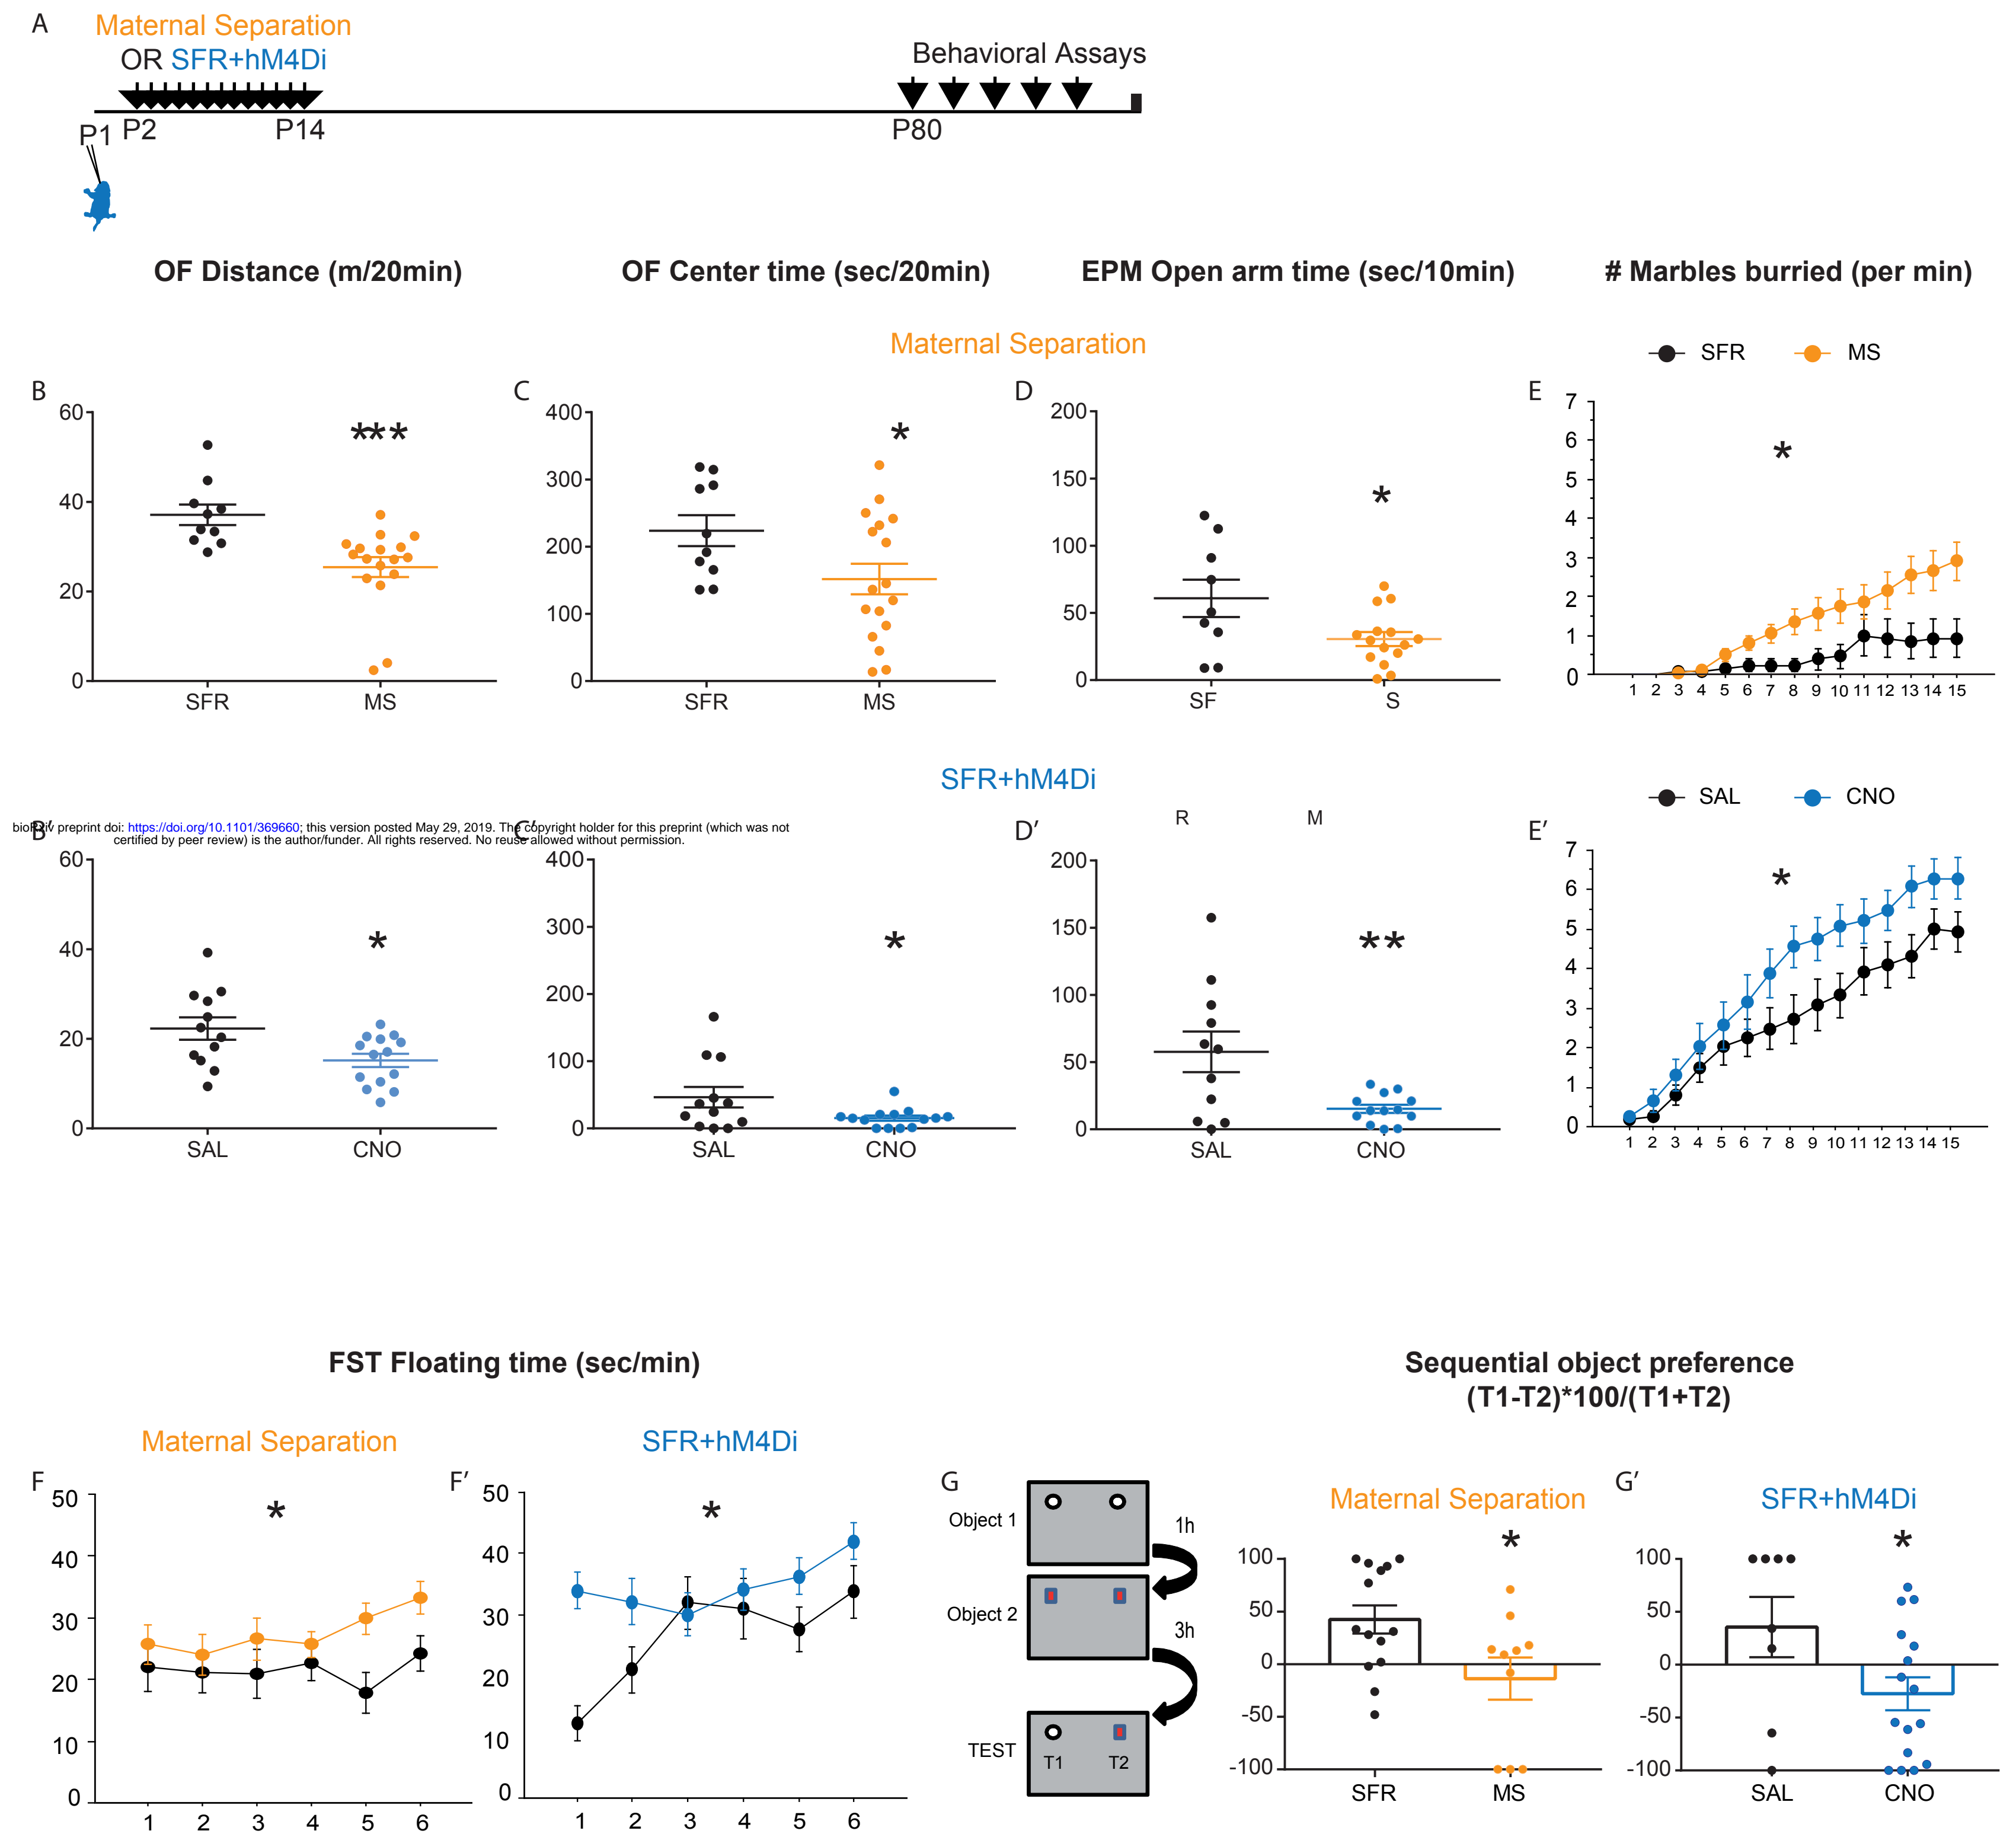 A
Maternal Separation
OR SFR+hM4Di
Behavioral Assays
P1 P2 P14 P80
OF Distance (m/20min)
OF Center time (sec/20min)
EPM Open arm time (sec/10min)
# Marbles burried (per min)
Maternal Separation
SFR MS
B
60
40
20
0
***
SFR MS
C
400
300
200
100
0
*
SFR MS
D
200
150
100
50
0
*
SF S
E
7
6
5
4
3
2
1
0
*
1 2 3 4 5 6 7 8 9 10 11 12 13 14 15
SFR+hM4Di
R M
SAL CNO
bioRxiv preprint doi: https://doi.org/10.1101/369660; this version posted May 29, 2019. The copyright holder for this preprint (which was not
certified by peer review) is the author/funder. All rights reserved. No reuse allowed without permission.
B'
60
40
20
0
*
SAL CNO
C'
400
300
200
100
0
*
SAL CNO
D'
200
150
100
50
0
**
SAL CNO
E'
7
6
5
4
3
2
1
0
*
1 2 3 4 5 6 7 8 9 10 11 12 13 14 15
FST Floating time (sec/min)
Sequential object preference
(T1-T2)*100/(T1+T2)
Maternal Separation
F
50
40
30
20
10
0
*
1 2 3 4 5 6
SFR+hM4Di
F'
50
40
30
20
10
0
*
1 2 3 4 5 6
G
Object 1
1h
Object 2
3h
TEST
T1 T2
Maternal Separation
*
100
50
0
-50
-100
SFR MS
G'
SFR+hM4Di
*
100
50
0
-50
-100
SAL CNO